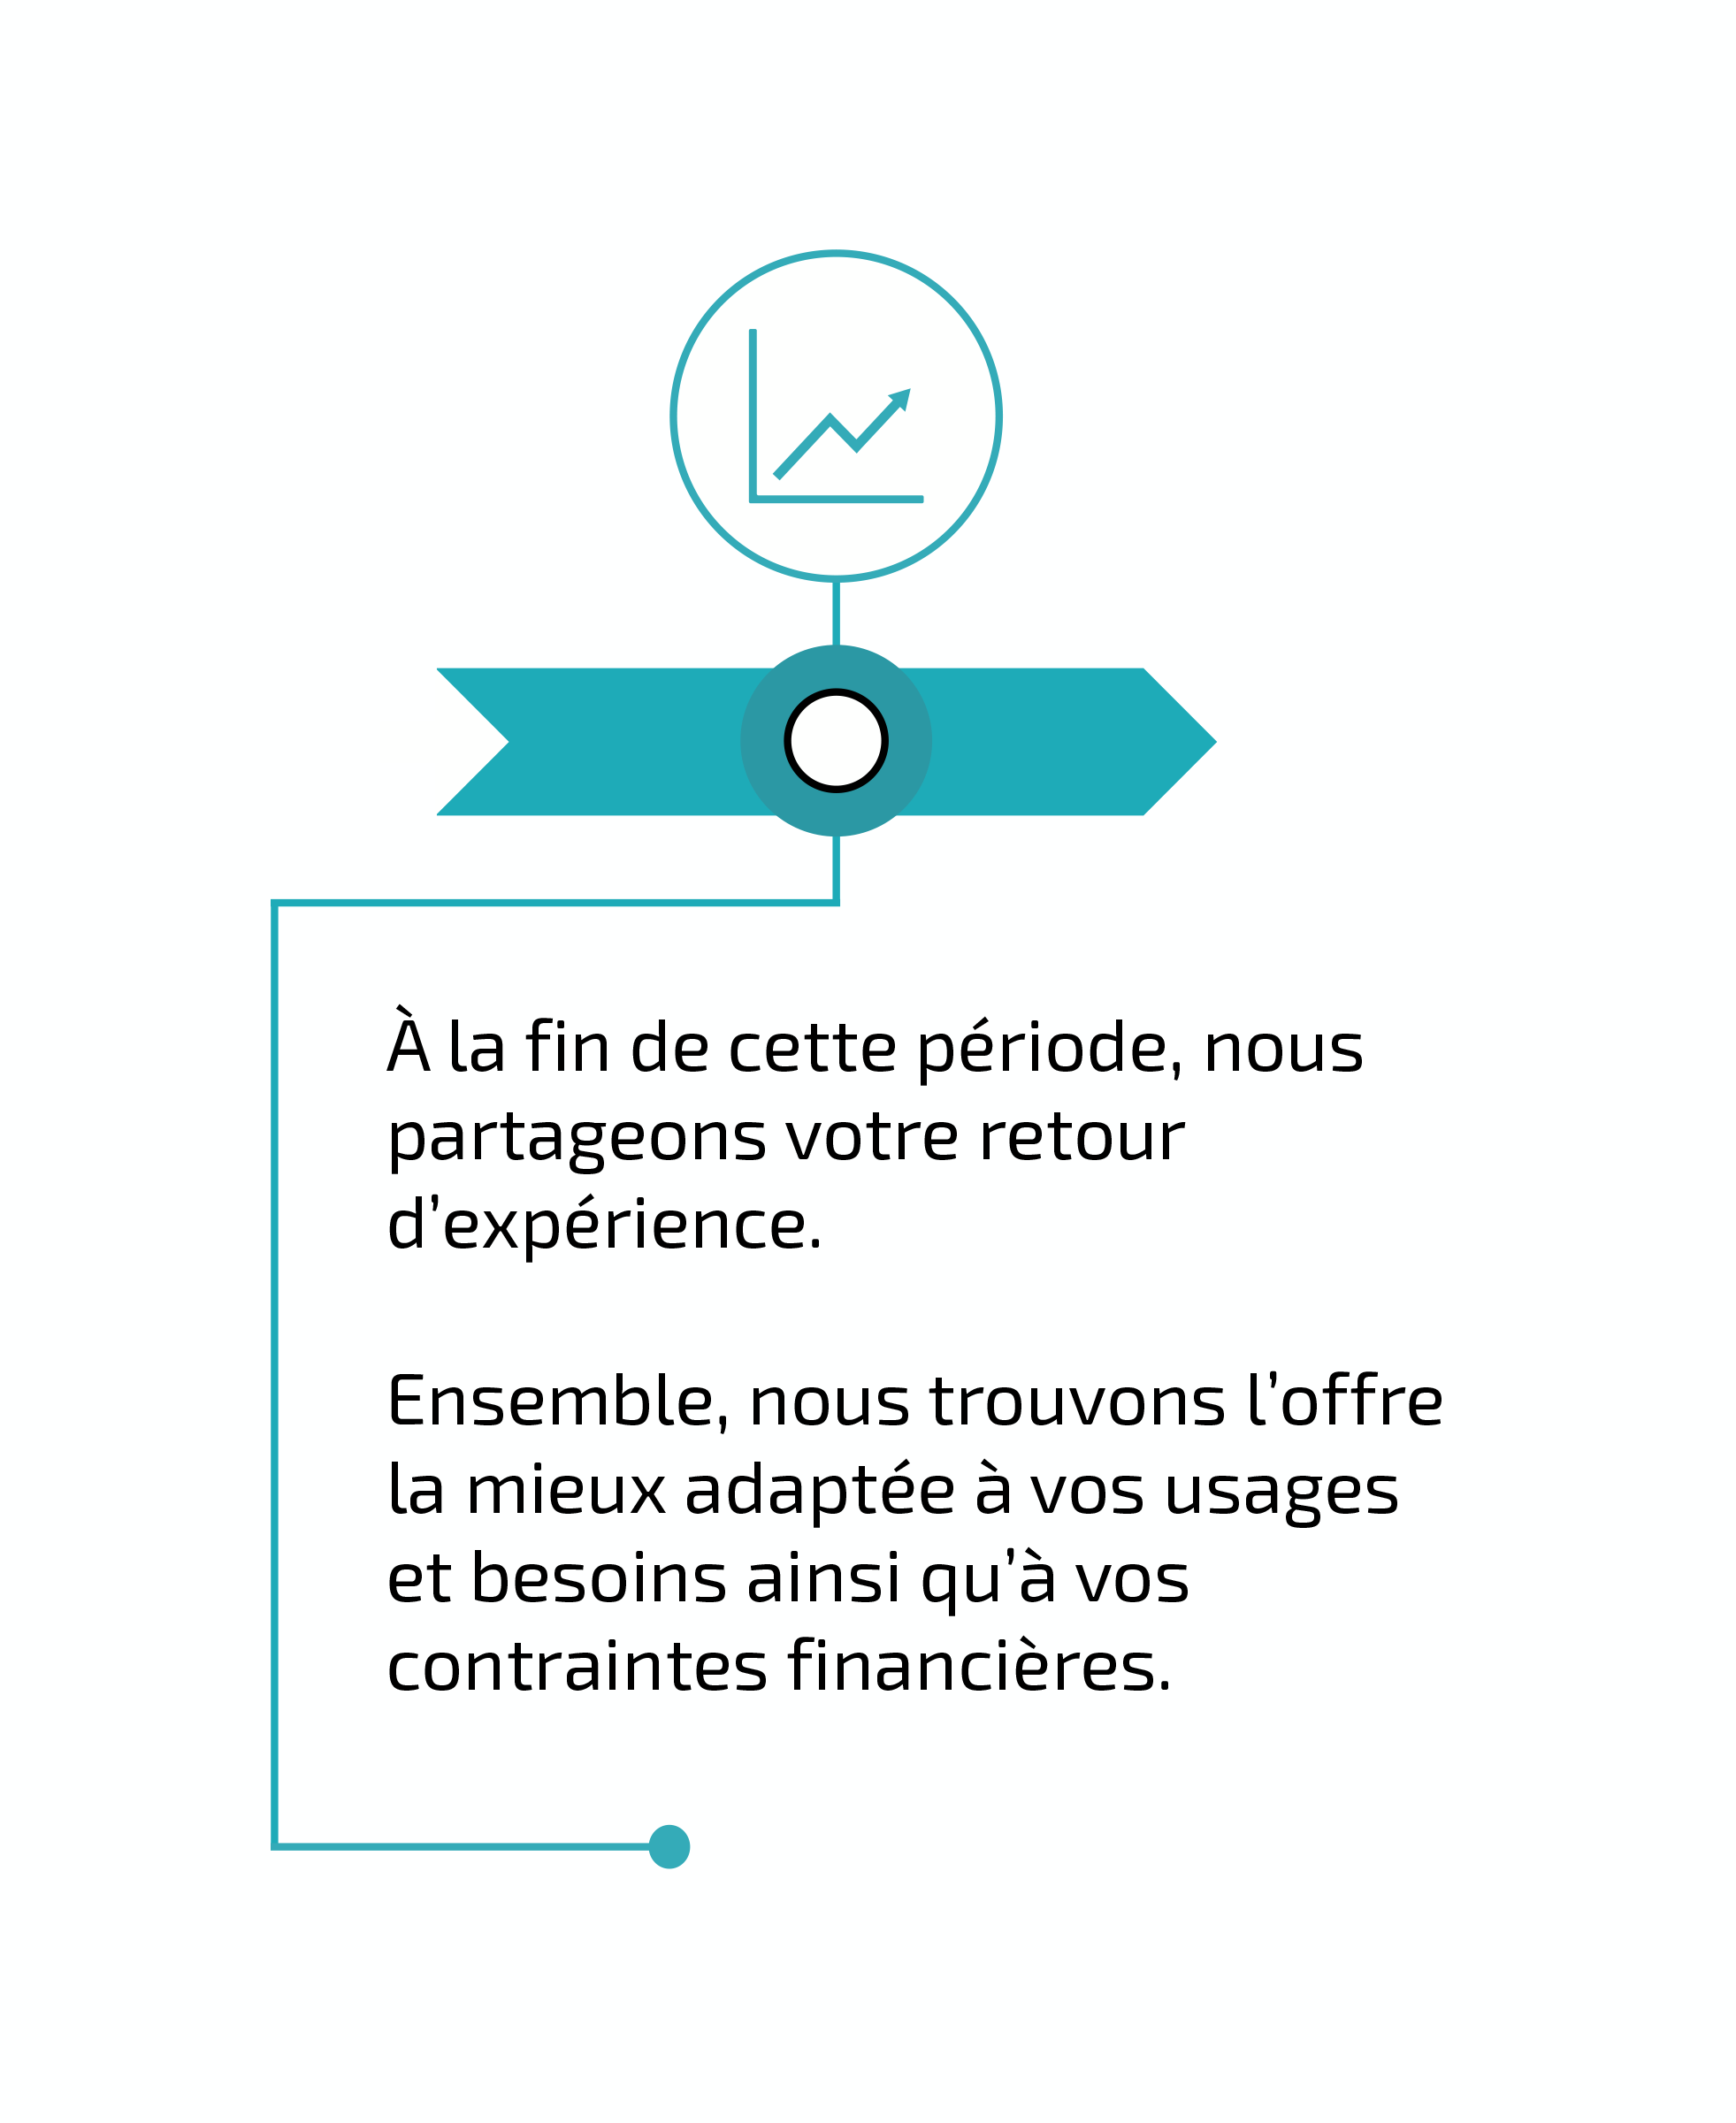 À la fin de cette période, nous
partageons votre retour
d’expérience.
Ensemble, nous trouvons l’offre
la mieux adaptée à vos usages
et besoins ainsi qu’à vos
contraintes financières.